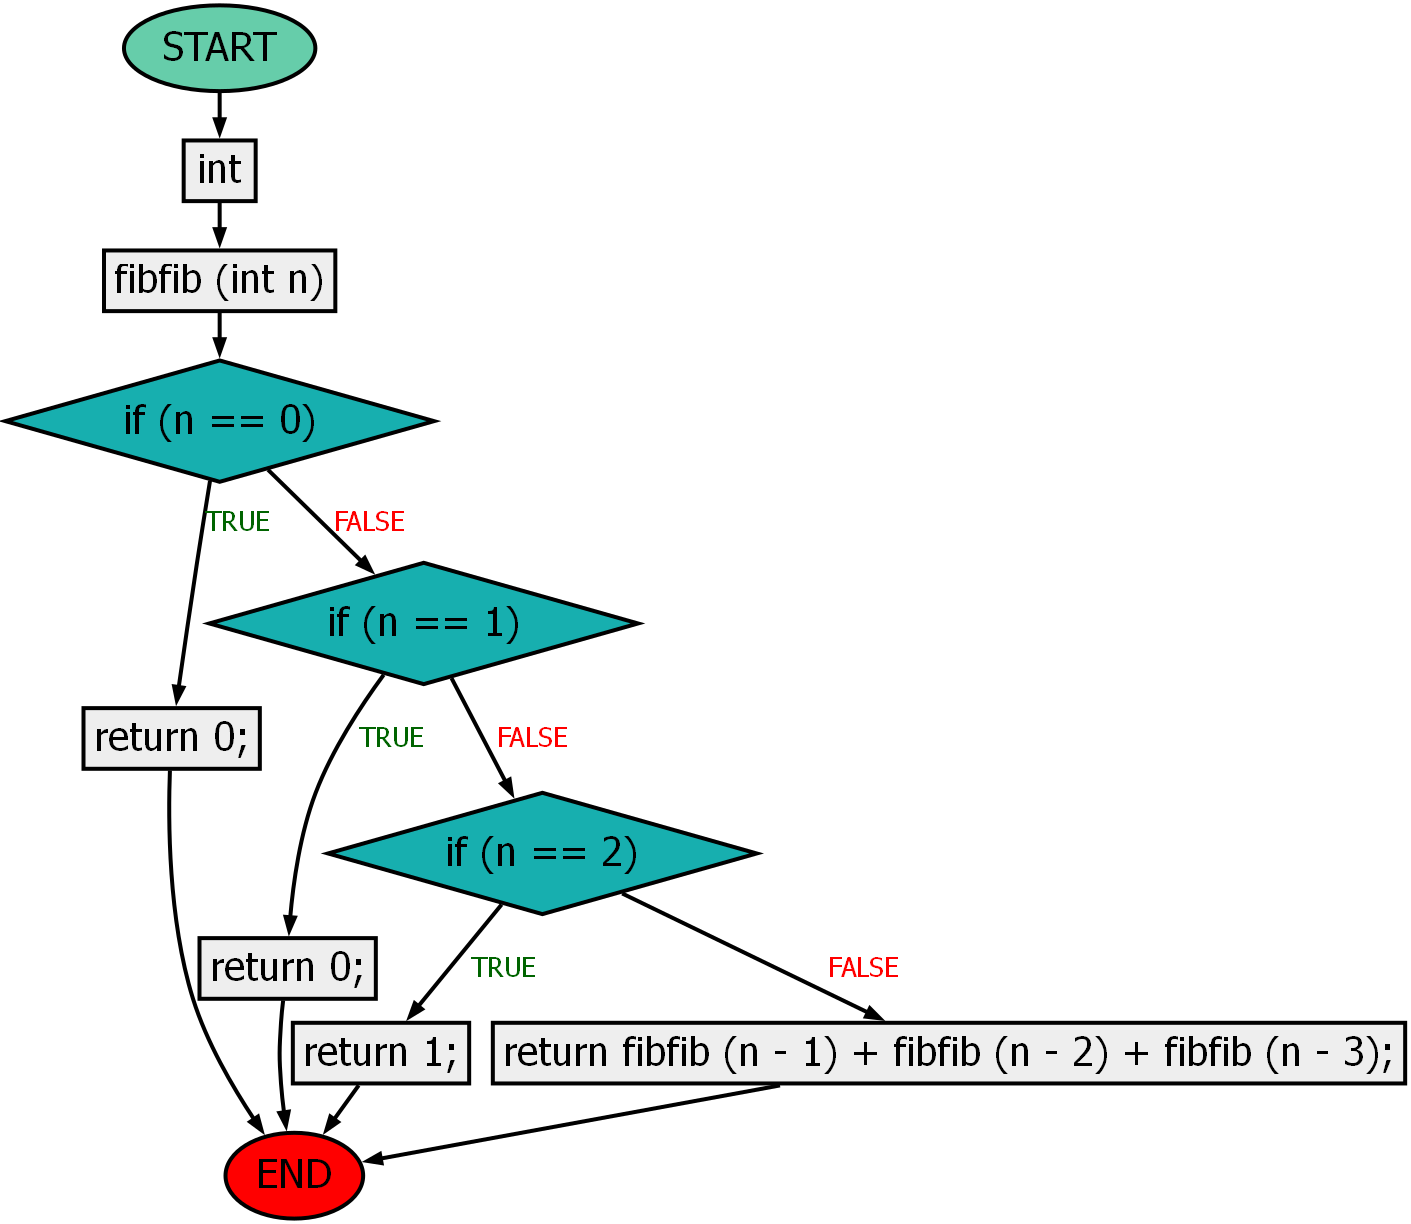 START
int
fibfib (int n)
if (n == 0)
TRUE
FALSE
if (n == 1)
return 0;
TRUE
FALSE
if (n == 2)
return 0;
TRUE
FALSE
return 1;
return fibfib (n - 1) + fibfib (n - 2) + fibfib (n - 3);
END